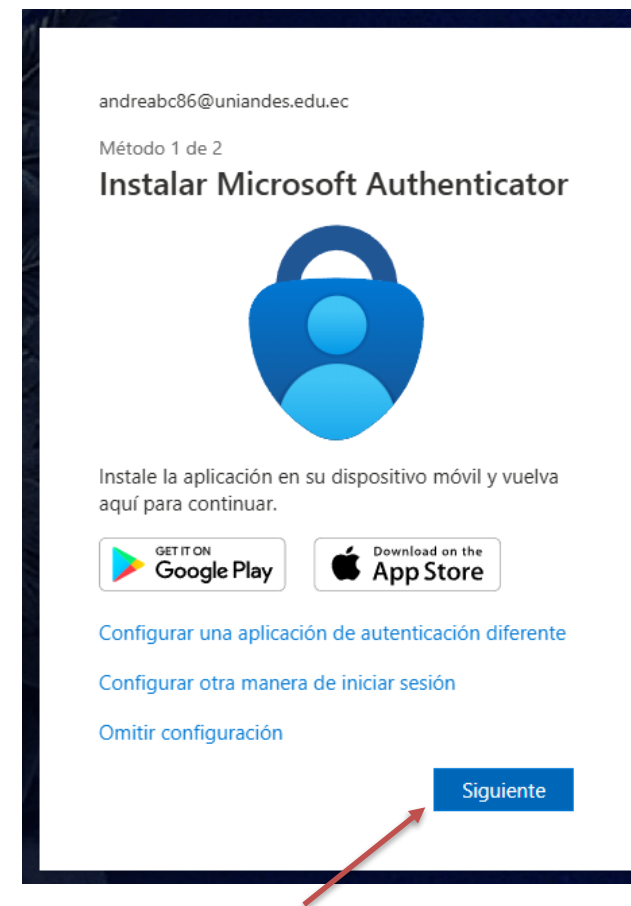 andreabc86@uniandes.edu.ec
Método 1 de 2
Instalar Microsoft Authenticator
Instale la aplicación en su dispositivo móvil y vuelva
aquí para continuar.
GET IT ON
Google Play
Download on the
App Store
Configurar una aplicación de autenticación diferente
Configurar otra manera de iniciar sesión
Omitir configuración
Siguiente